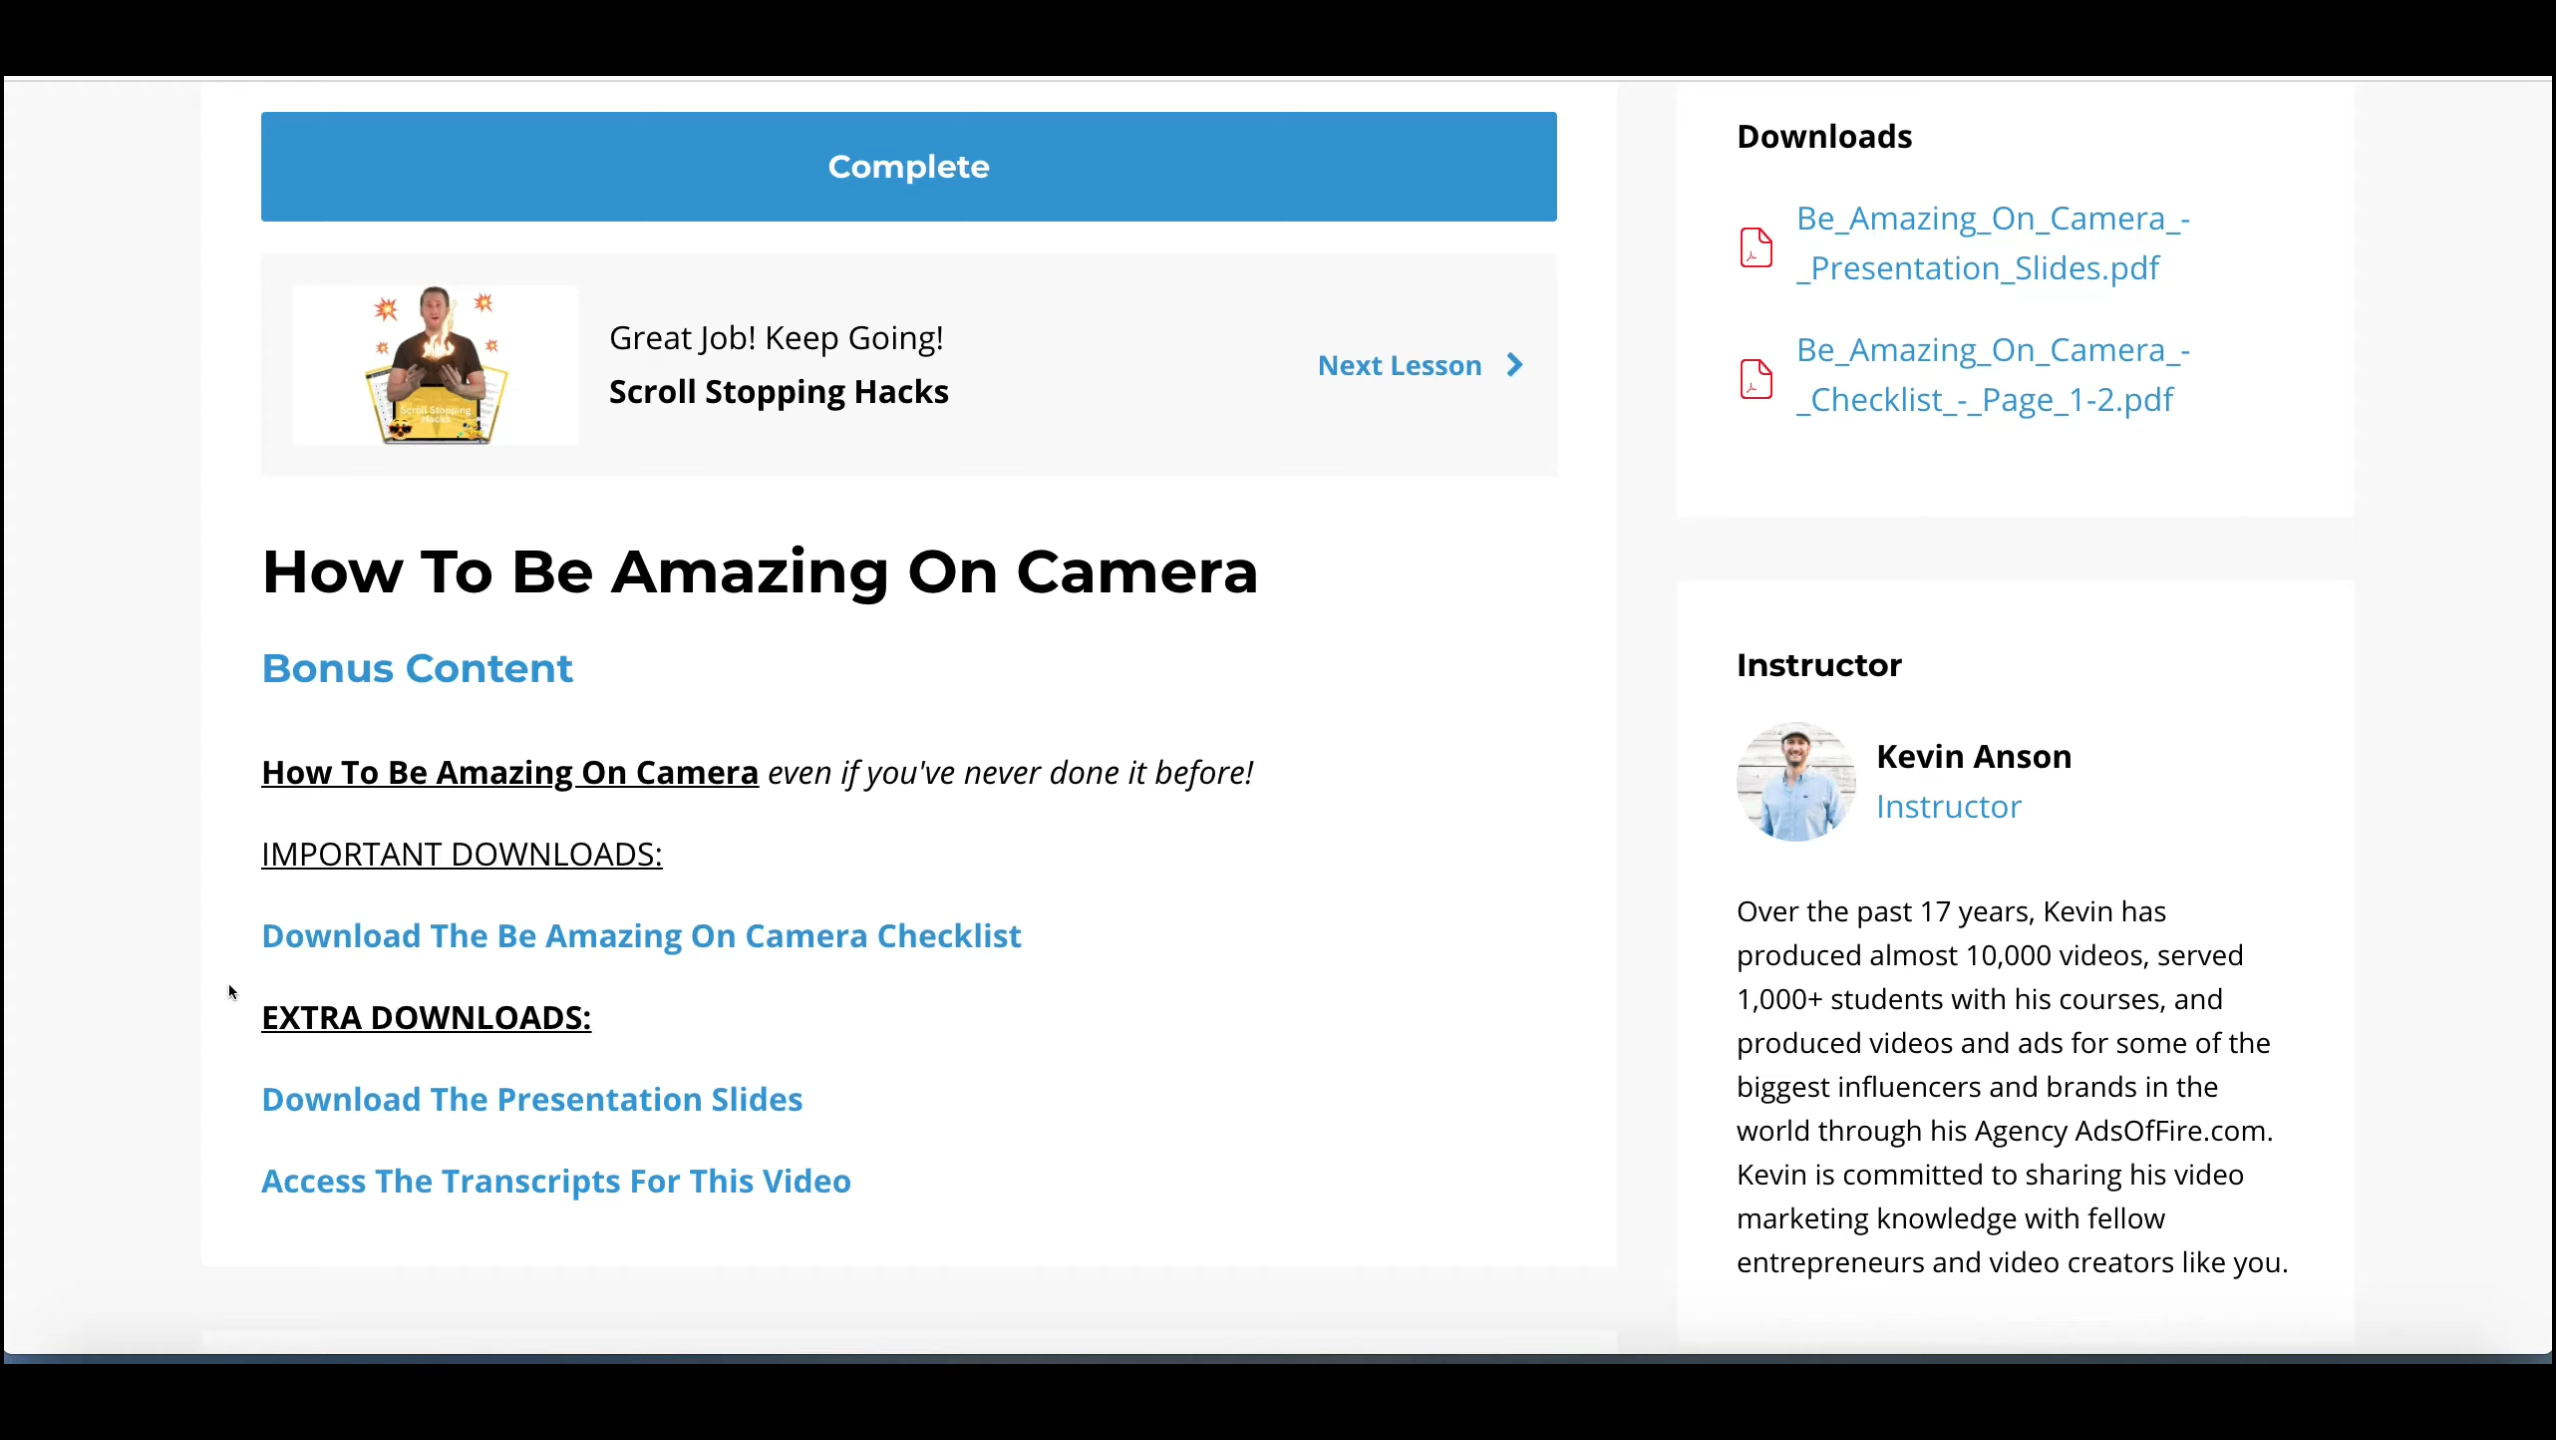 Complete
Scroll Stopping
Hacks
Great Job! Keep Going!
Scroll Stopping Hacks
Next Lesson
How To Be Amazing On Camera
Bonus Content
How To Be Amazing On Camera even if you've never done it before!
IMPORTANT DOWNLOADS:
Download The Be Amazing On Camera Checklist
EXTRA DOWNLOADS:
Download The Presentation Slides
Access The Transcripts For This Video
Downloads
Be_Amazing_On_Camera_-
_Presentation_Slides.pdf
Be_Amazing_On_Camera_-
_Checklist_-_Page_1-2.pdf
Instructor
Kevin Anson
Instructor
Over the past 17 years, Kevin has
produced almost 10,000 videos, served
1,000+ students with his courses, and
produced videos and ads for some of the
biggest influencers and brands in the
world through his Agency AdsOfFire.com.
Kevin is committed to sharing his video
marketing knowledge with fellow
entrepreneurs and video creators like you.